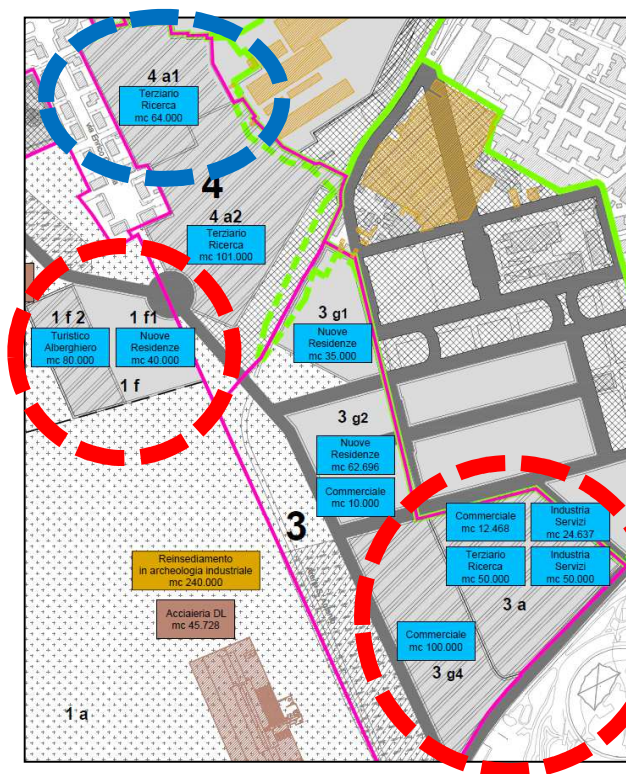 4 a1
Terziario
Ricerca
mc 64.000
via Enrico
4
4 a2
Terziario
Ricerca
mc 101.000
1 f 2
Turistico
Alberghiero
mc 80.000
1 f1
Nuove
Residenze
mc 40.000
1 f
3 g1
Nuove
Residenze
mc 35.000
3 g2
Nuove
Residenze
mc 62.696
Commerciale
mc 10.000
3
Commerciale
mc 12.468
Industria
Servizi
mc 24.637
Terziario
Ricerca
mc 50.000
Industria
Servizi
mc 50.000
3 a
Commerciale
mc 100.000
3 g4
Reinsediamento
in archeologia industriale
mc 240.000
Acciaieria DL
mc 45.728
1 a